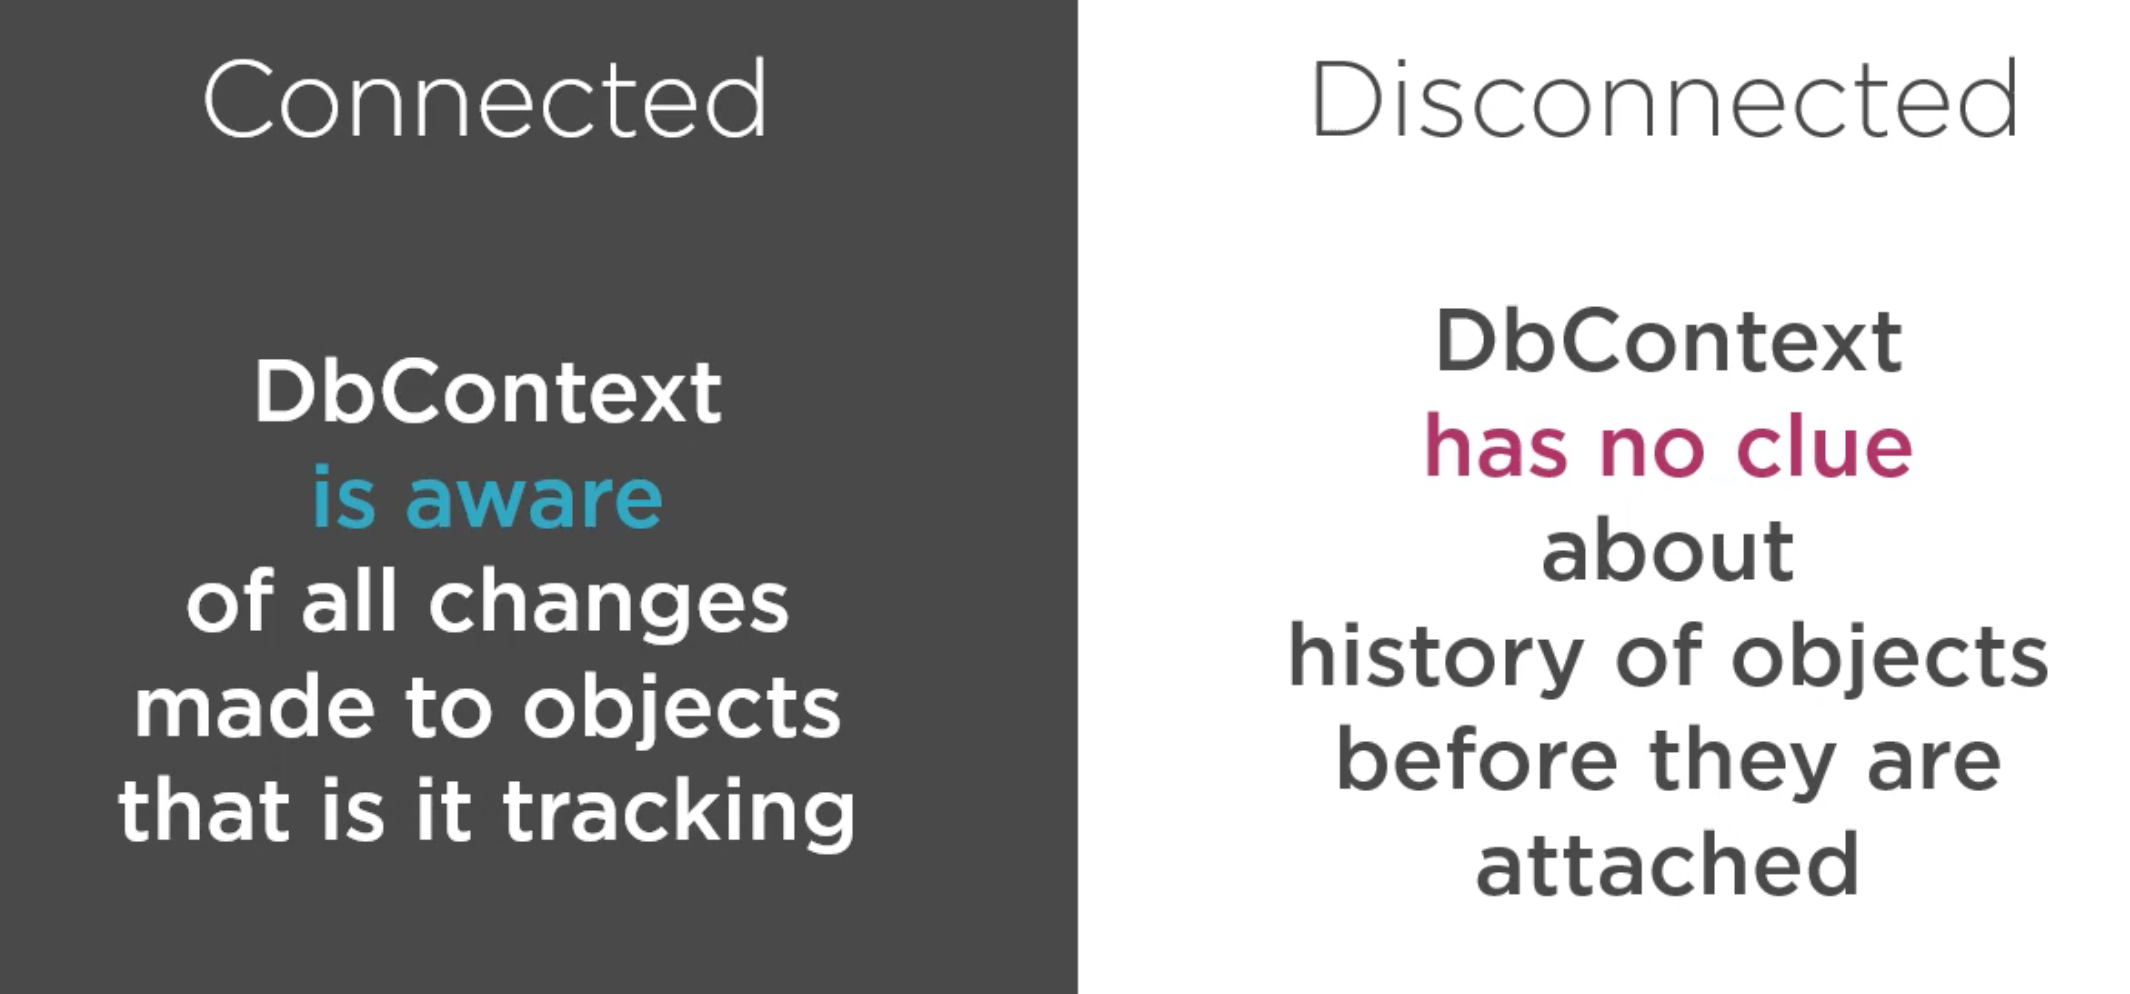 Connected
DbContext
is aware
of all changes
made to objects
that is it tracking
Disconnected
DbContext
has no clue
about
history of objects
before they are
attached